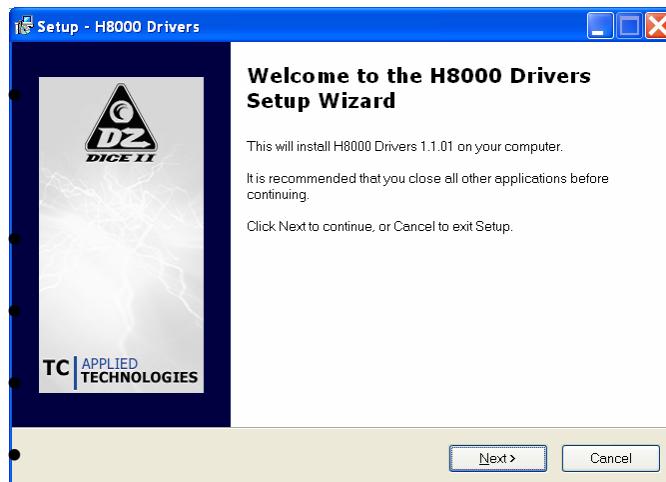 Setup - H8000 Drivers
DZ
DICE II
TC APPLIED
TECHNOLOGIES
Welcome to the H8000 Drivers
Setup Wizard
This will install H8000 Drivers 1.1.01 on your computer.
It is recommended that you close all other applications before
continuing.
Click Next to continue, or Cancel to exit Setup.
Next >
Cancel